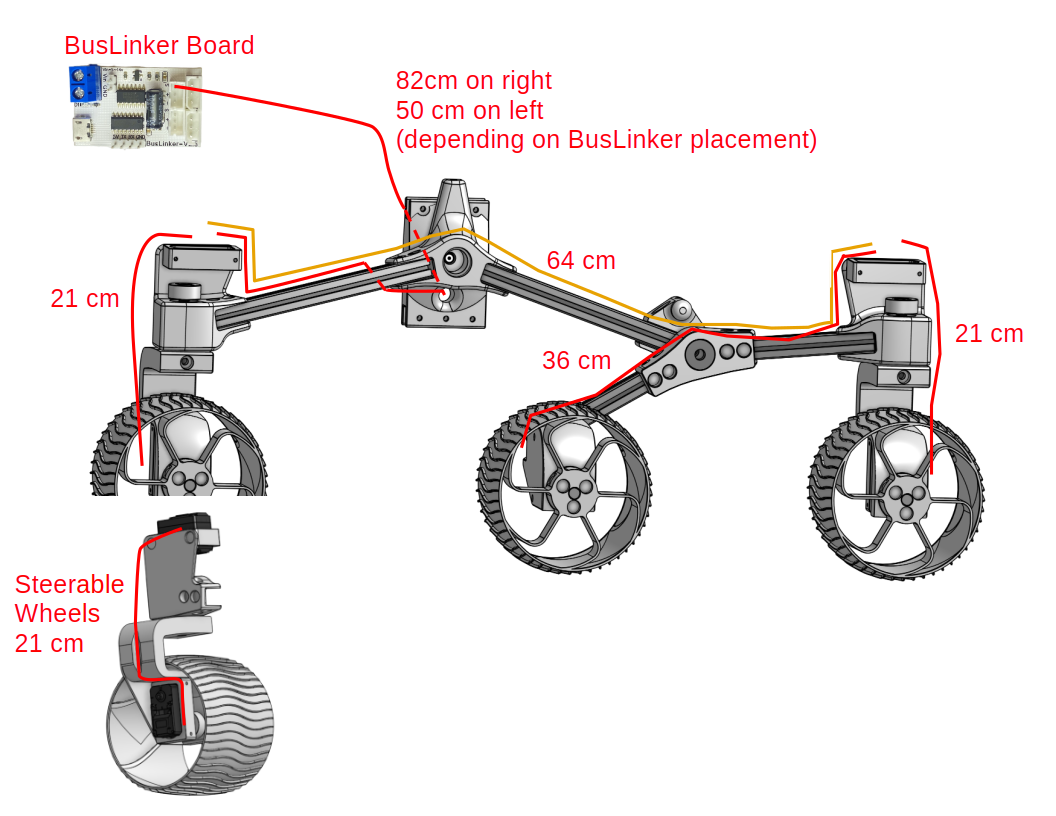 BusLinker Board
82cm on right
50 cm on left
(depending on BusLinker placement)
64 cm
21 cm
21 cm
36 cm
Steerable
Wheels
21 cm